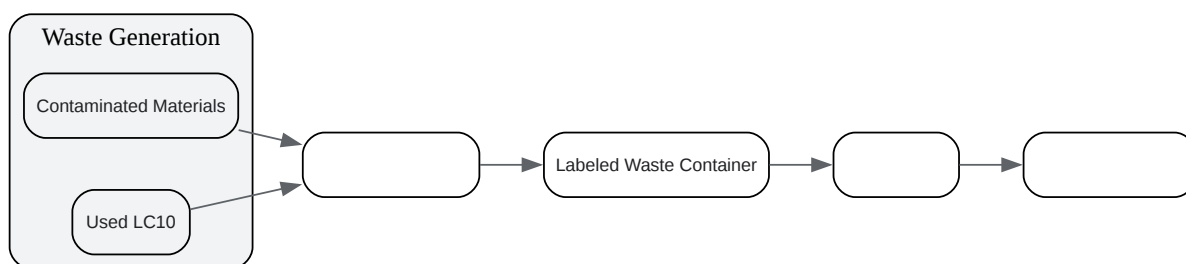 Waste Generation
Contaminated Materials
Labeled Waste Container
Used LC10